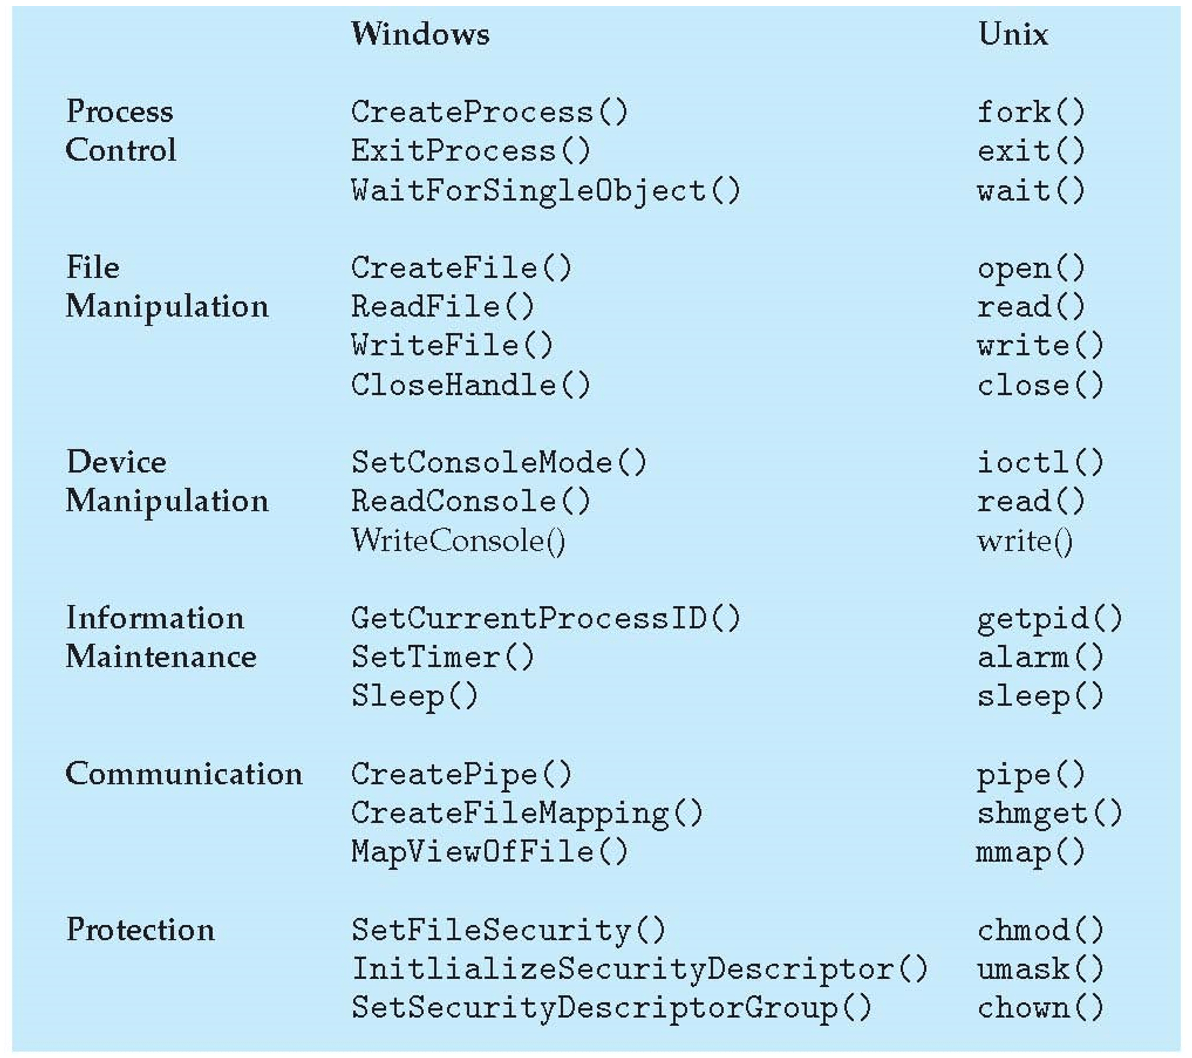 Windows Unix
Process CreateProcess() fork()
Control ExitProcess() exit()
WaitForSingleObject() wait()
File CreateFile() open()
Manipulation ReadFile() read()
WriteFile() write()
CloseHandle() close()
Device SetConsoleMode() ioctl()
Manipulation ReadConsole() read()
WriteConsole() write()
Information GetCurrentProcessID() getpid()
Maintenance SetTimer() alarm()
Sleep() sleep()
Communication CreatePipe() pipe()
CreateFileMapping() shmget()
MapViewOfFile() mmap()
Protection SetFileSecurity() chmod()
InitlializeSecurityDescriptor() umask()
SetSecurityDescriptorGroup() chown()